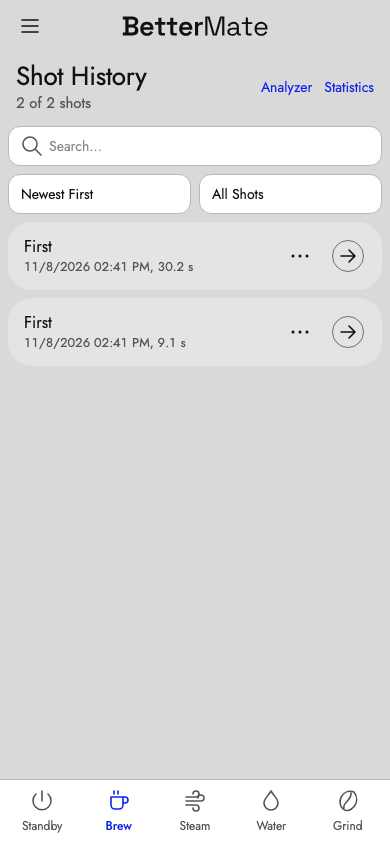 BetterMate
Shot History
2 of 2 shots
Analyzer
Statistics
Search...
Newest First
All Shots
First
11/8/2026 02:41 PM, 30.2 s
First
11/8/2026 02:41 PM, 9.1 s
Standby
Brew
Steam
Water
Grind